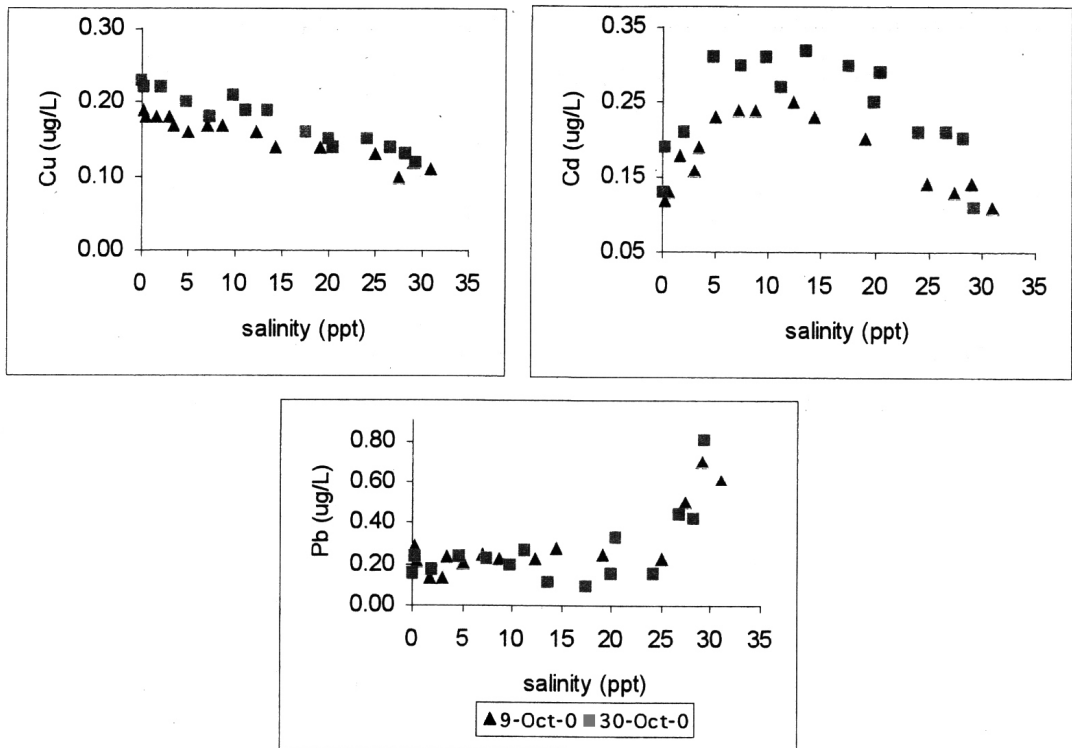 0.30
0.20
0.10
0.00
Cu (ug/L)
0 5 10 15 20 25 30 35
salinity (ppt)
0.35
0.25
0.15
0.05
Cd (ug/L)
0 5 10 15 20 25 30 35
salinity (ppt)
0.80
0.60
0.40
0.20
0.00
Pb (ug/L)
0 5 10 15 20 25 30 35
salinity (ppt)
9-Oct-0 30-Oct-0